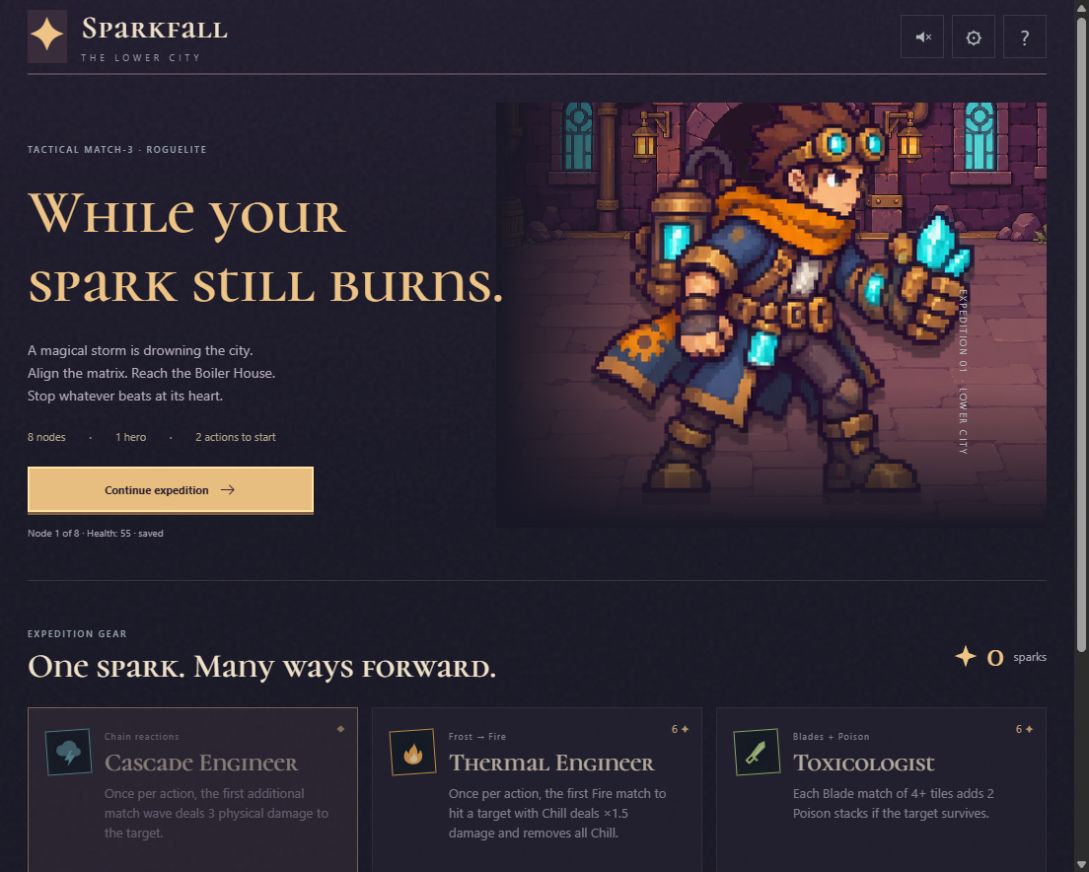 Sparkfall
THE LOWER CITY
?
TACTICAL MATCH-3 · ROGUELITE
While your
spark still burns.
A magical storm is drowning the city.
Align the matrix. Reach the Boiler House.
Stop whatever beats at its heart.
8 nodes · 1 hero · 2 actions to start
Continue expedition →
Node 1 of 8 · Health: 55 · saved
EXPEDITION 01 · LOWER CITY
EXPEDITION GEAR
One spark. Many ways forward.
0 sparks
Chain reactions
Cascade Engineer
Once per action, the first additional
match wave deals 3 physical damage to
the target.
6
Frost → Fire
Thermal Engineer
Once per action, the first Fire match to
hit a target with Chill deals ×1.5
damage and removes all Chill.
6
Blades + Poison
Toxicologist
Each Blade match of 4+ tiles adds 2
Poison stacks if the target survives.